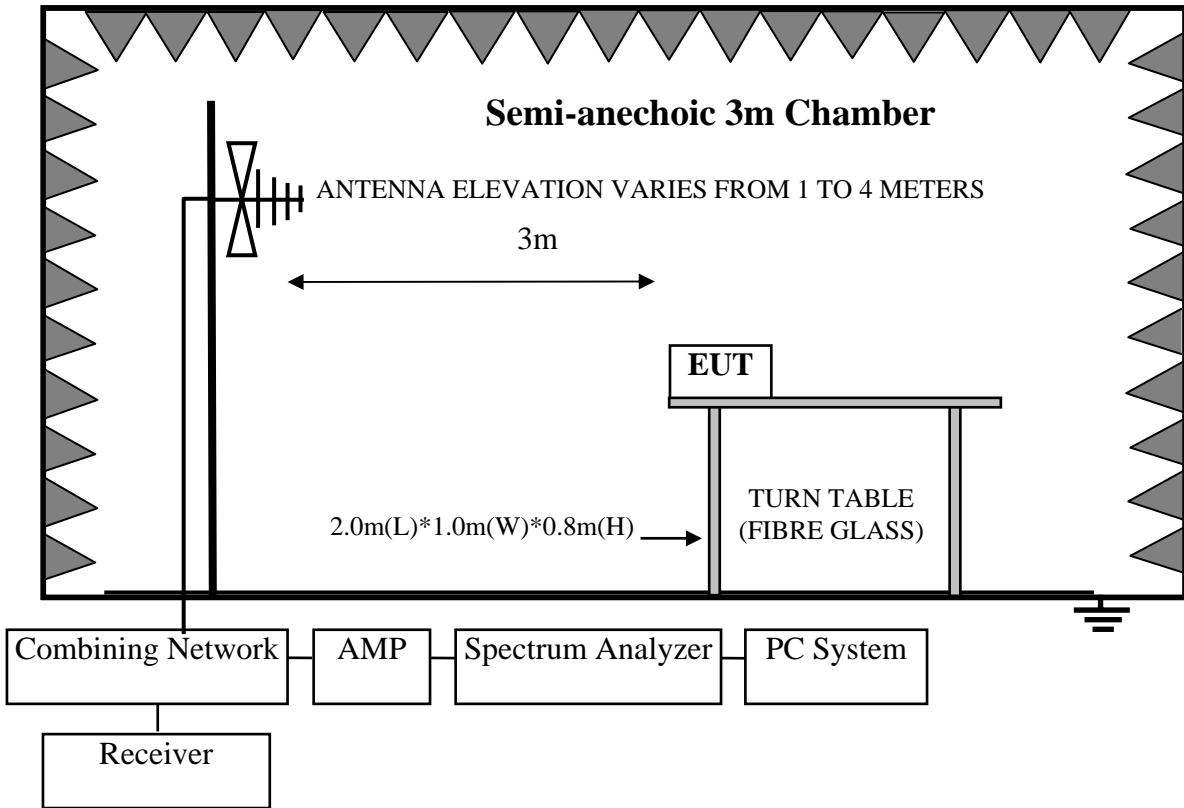 Semi-anechoic 3m Chamber
ANTENNA ELEVATION VARIES FROM 1 TO 4 METERS
3m
EUT
TURN TABLE
(FIBRE GLASS)
2.0m(L)*1.0m(W)*0.8m(H)
Combining Network
AMP
Spectrum Analyzer
PC System
Receiver